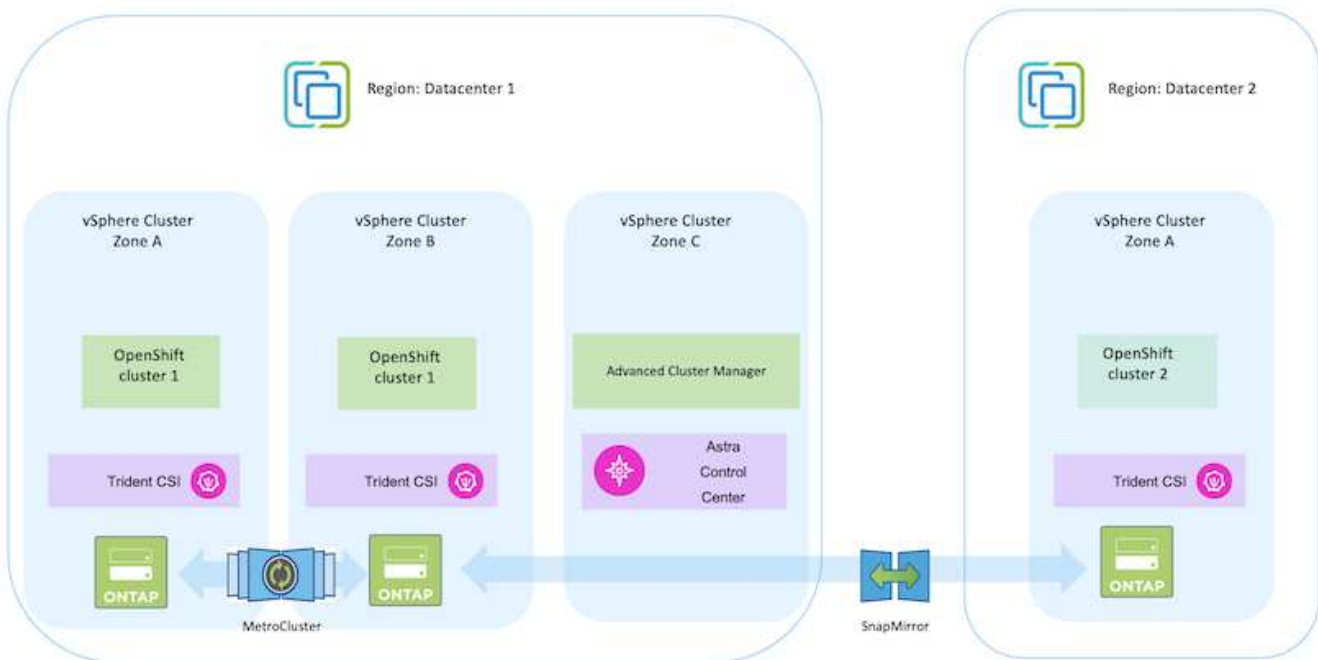 Region: Datacenter 1
Region: Datacenter 2
vSphere Cluster
Zone A
vSphere Cluster
Zone B
vSphere Cluster
Zone C
vSphere Cluster
Zone A
OpenShift
cluster 1
OpenShift
cluster 1
Advanced Cluster Manager
OpenShift
cluster 2
Trident CSI
Trident CSI
Astra
Control
Center
Trident CSI
ONTAP
ONTAP
ONTAP
MetroCluster
SnapMirror